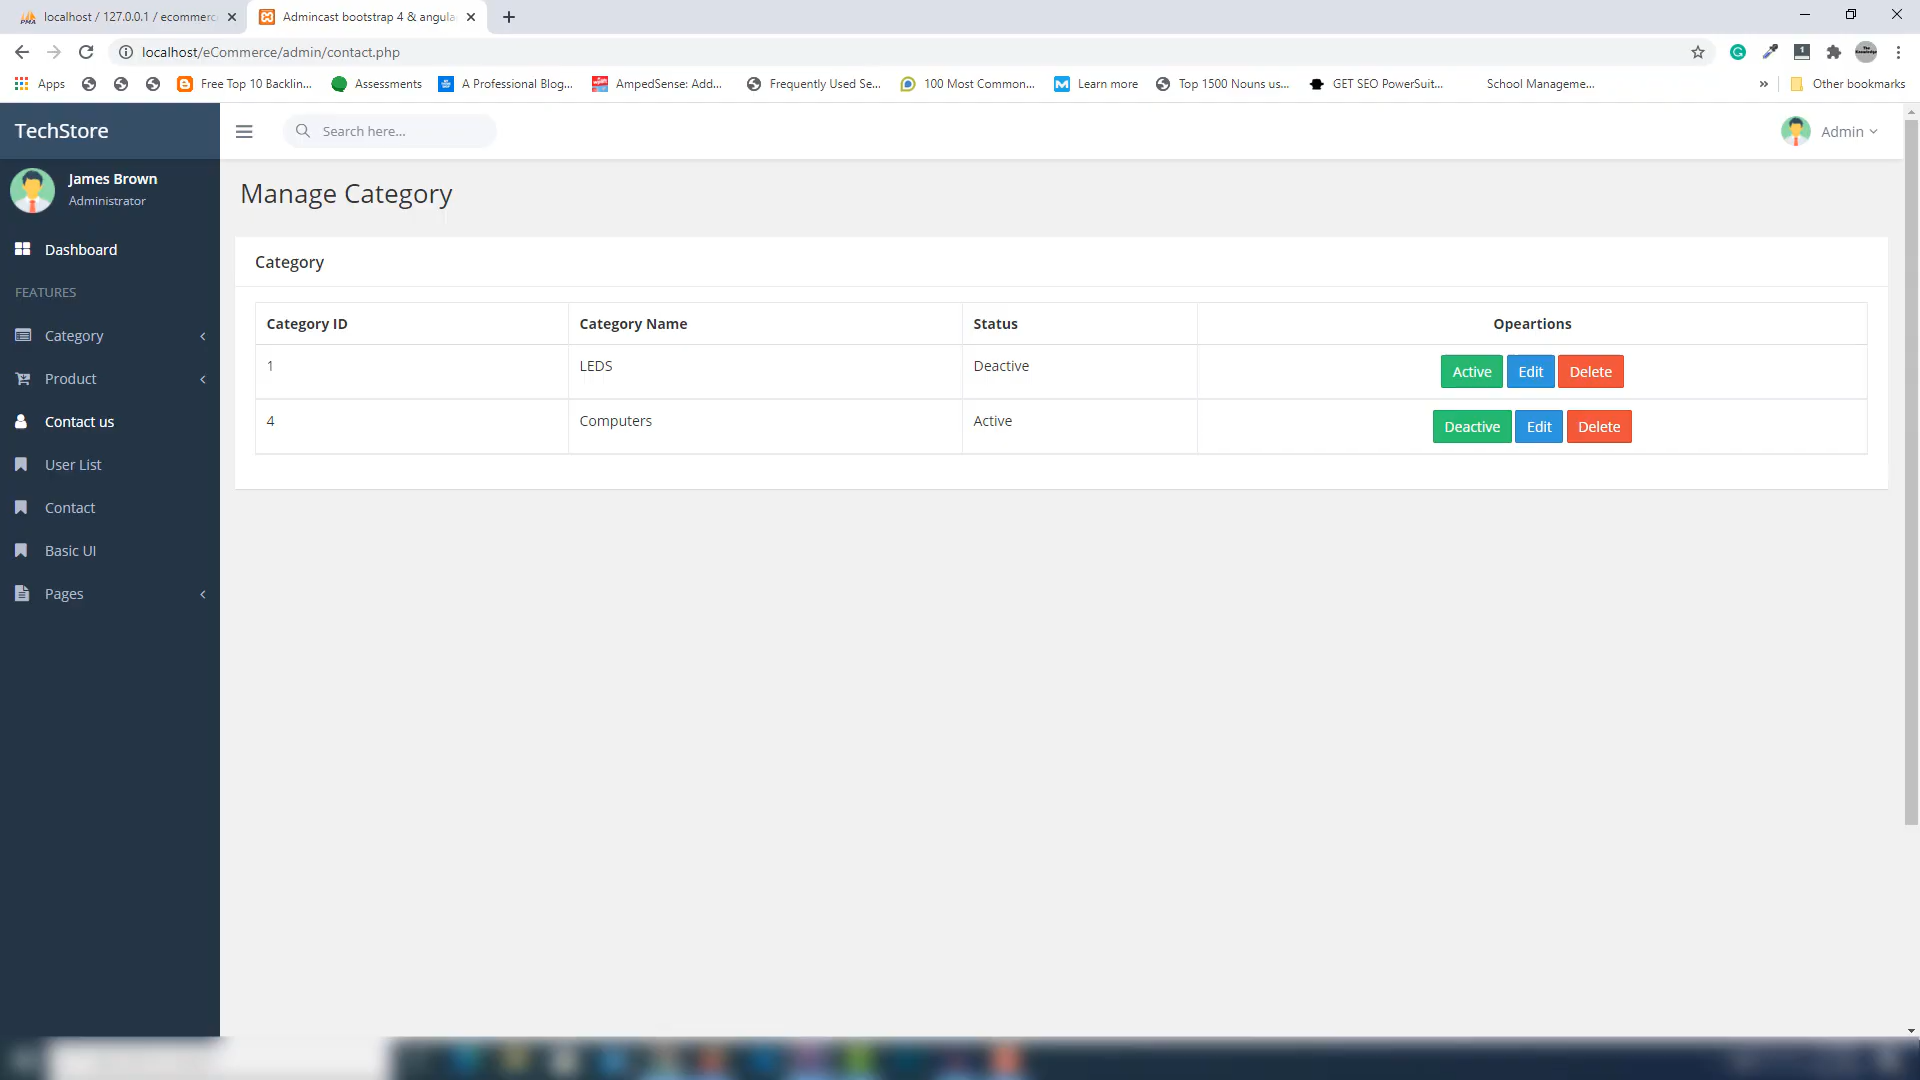 localhost / 127.0.0.1 / ecommerc
Admincast bootstrap 4 & angula
localhost/eCommerce/admin/contact.php
Apps
Free Top 10 Backlin...
Assessments
A Professional Blog...
AmpedSense: Add...
Frequently Used Se...
100 Most Common...
Learn more
Top 1500 Nouns us...
GET SEO PowerSuit...
School Manageme...
»
Other bookmarks
TechStore
Search here...
Admin
James Brown
Administrator
Dashboard
FEATURES
Category
Product
Contact us
User List
Contact
Basic UI
Pages
Manage Category
Category
Category ID Category Name Status Opeartions
1 LEDS Deactive Active Edit Delete
4 Computers Active Deactive Edit Delete